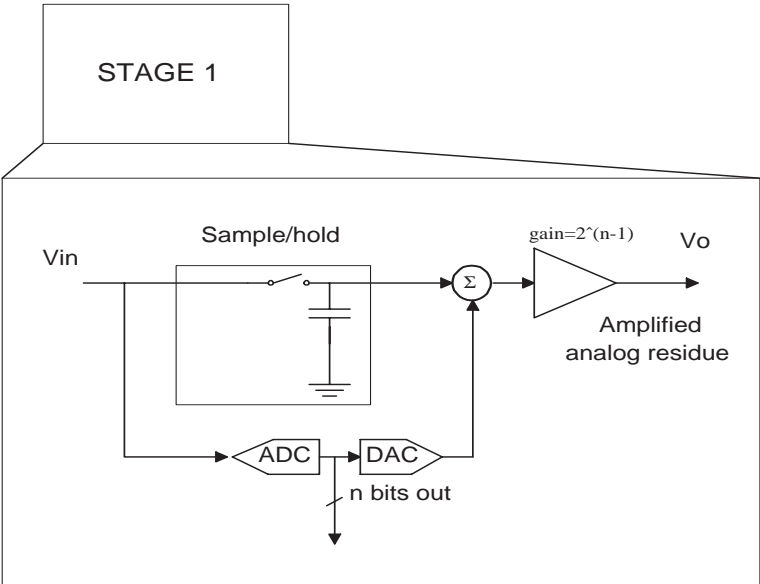 STAGE 1
Sample/hold
gain=2^(n-1)
Vin
Vo
Σ
Amplified
analog residue
ADC
DAC
n bits out